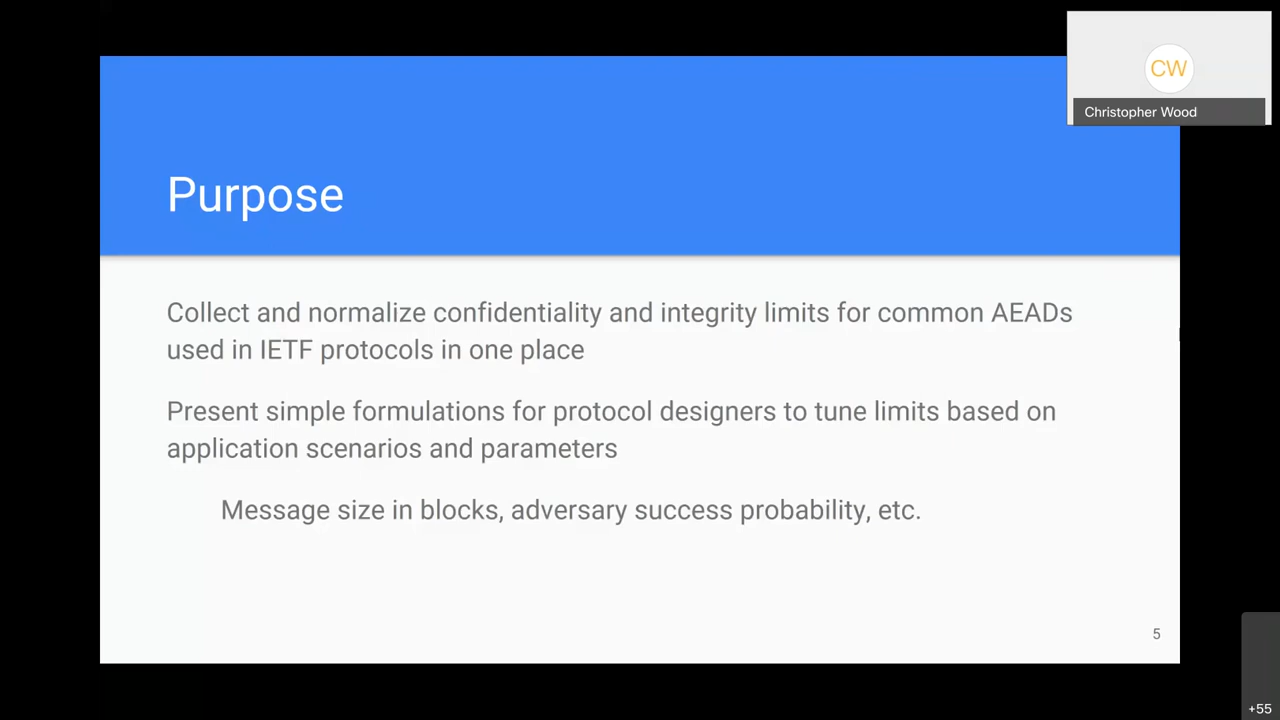 CW
Christopher Wood
Purpose
Collect and normalize confidentiality and integrity limits for common AEADs
used in IETF protocols in one place
Present simple formulations for protocol designers to tune limits based on
application scenarios and parameters
Message size in blocks, adversary success probability, etc.
5
+55